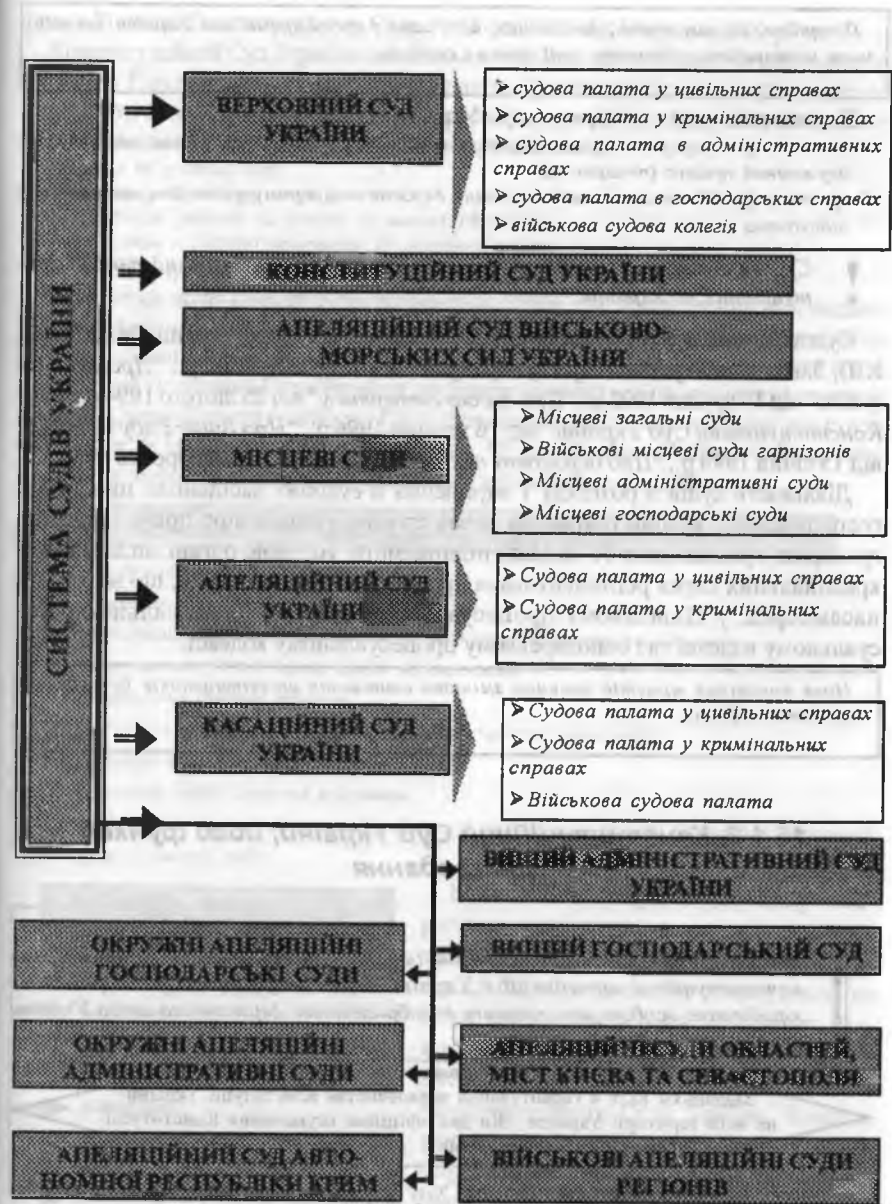 СИСТЕМА СУДІВ УКРАЇНИ
ВЕРХОВНИЙ СУД
УКРАЇНИ
➢ судова палата у цивільних справах
➢ судова палата у кримінальних справах
➢ судова палата в адміністративних
справах
➢ судова палата в господарських справах
➢ військова судова колегія
КОНСТИТУЦІЙНИЙ СУД УКРАЇНИ
АПЕЛЯЦІЙНИЙ СУД ВІЙСЬКОВО-
МОРСЬКИХ СИЛ УКРАЇНИ
МІСЦЕВІ СУДИ
➢ Місцеві загальні суди
➢ Військові місцеві суди гарнізонів
➢ Місцеві адміністративні суди
➢ Місцеві господарські суди
АПЕЛЯЦІЙНИЙ СУД
УКРАЇНИ
➢ Судова палата у цивільних справах
➢ Судова палата у кримінальних
справах
КАСАЦІЙНИЙ СУД
УКРАЇНИ
➢ Судова палата у цивільних справах
➢ Судова палата у кримінальних
справах
➢ Військова судова палата
ВИЩИЙ АДМІНІСТРАТИВНИЙ СУД
УКРАЇНИ
ОКРУЖНІ АПЕЛЯЦІЙНІ
ГОСПОДАРСЬКІ СУДИ
ВИЩИЙ ГОСПОДАРСЬКИЙ СУД
ОКРУЖНІ АПЕЛЯЦІЙНІ
АДМІНІСТРАТИВНІ СУДИ
АПЕЛЯЦІЙНІ СУДИ ОБЛАСТЕЙ,
МІСТ КИЄВА ТА СЕВАСТОПОЛЯ
АПЕЛЯЦІЙНИЙ СУД АВТО-
НОМНОЇ РЕСПУБЛІКИ КРИМ
ВІЙСЬКОВІ АПЕЛЯЦІЙНІ СУДИ
РЕГІОНІВ